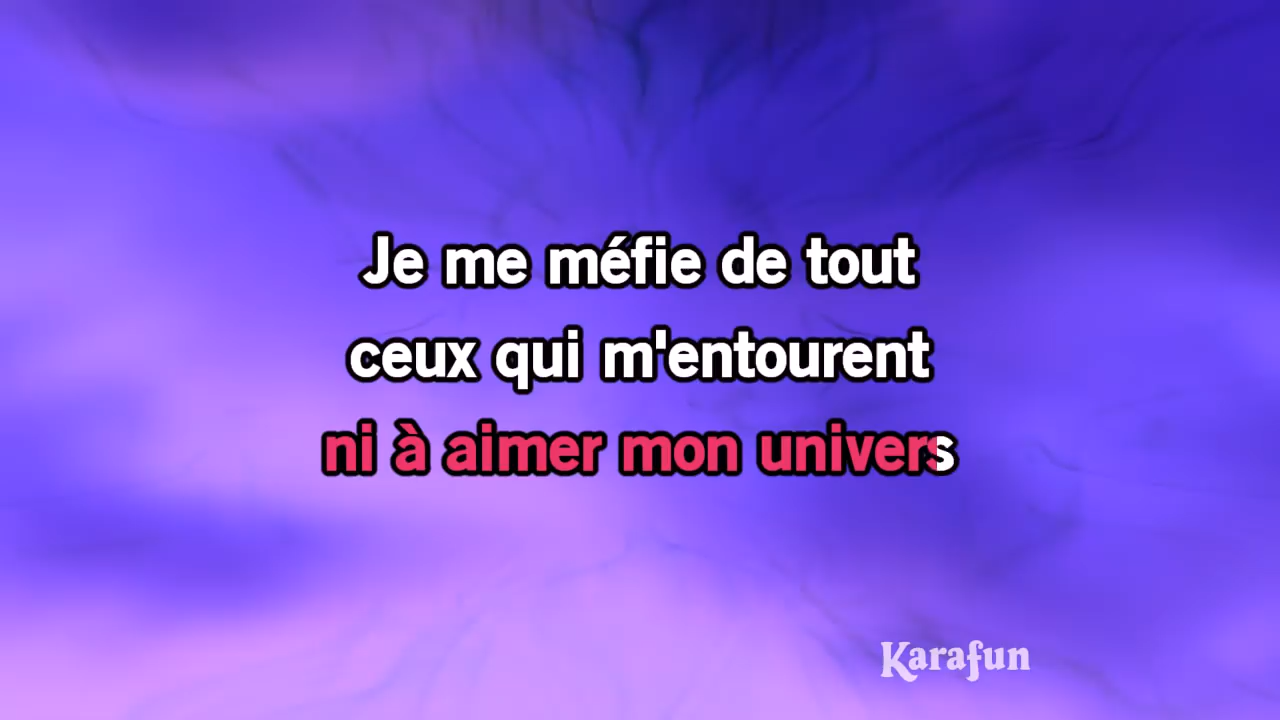 Je me méfie de tout
ceux qui m'entourent
ni à aimer mon univers
Karafun